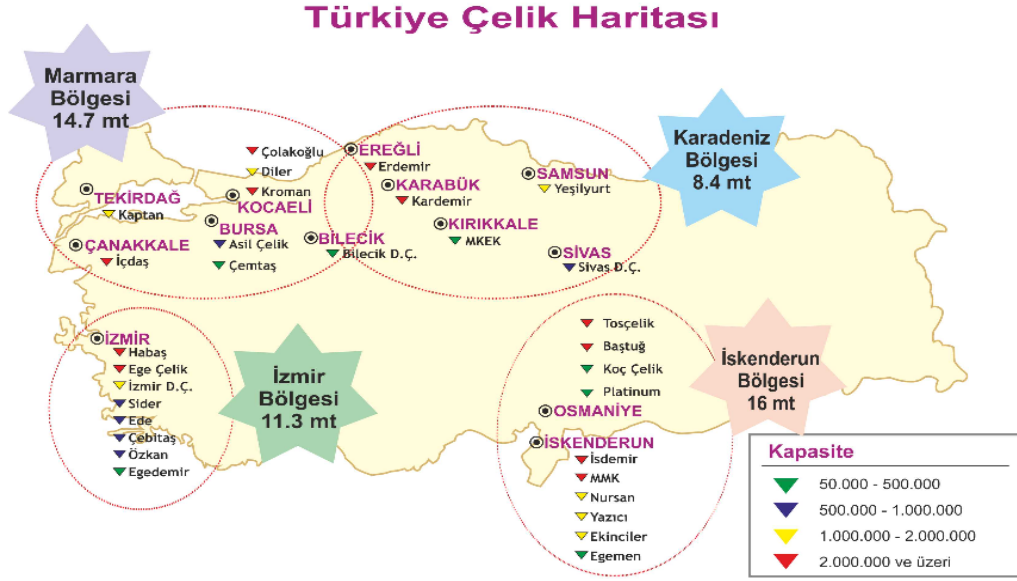 Türkiye Çelik Haritası
Marmara
Bölgesi
14.7 mt
Karadeniz
Bölgesi
8.4 mt
Çolakoğlu
Diler
Kroman
KOCAELİ
TEKİRDAĞ
Kaptan
BURSA
Asil Çelik
Çemtaş
ÇANAKKALE
İçdaş
BİLECİK
Bilecik D.Ç.
EREĞLİ
Erdemir
KARABÜK
Kardemir
SAMSUN
Yeşilyurt
KIRIKKALE
MKEK
SİVAS
Sivas D.Ç.
İZMİR
Habaş
Ege Çelik
İzmir D.Ç.
Sider
Ede
Çebitaş
Özkan
Egedemir
İzmir
Bölgesi
11.3 mt
Tosçelik
Baştuğ
Koç Çelik
Platinum
OSMANİYE
İSKENDERUN
İsdemir
MMK
Nursan
Yazıcı
Ekinciler
Egemen
İskenderun
Bölgesi
16 mt
Kapasite
50.000 - 500.000
500.000 - 1.000.000
1.000.000 - 2.000.000
2.000.000 ve üzeri